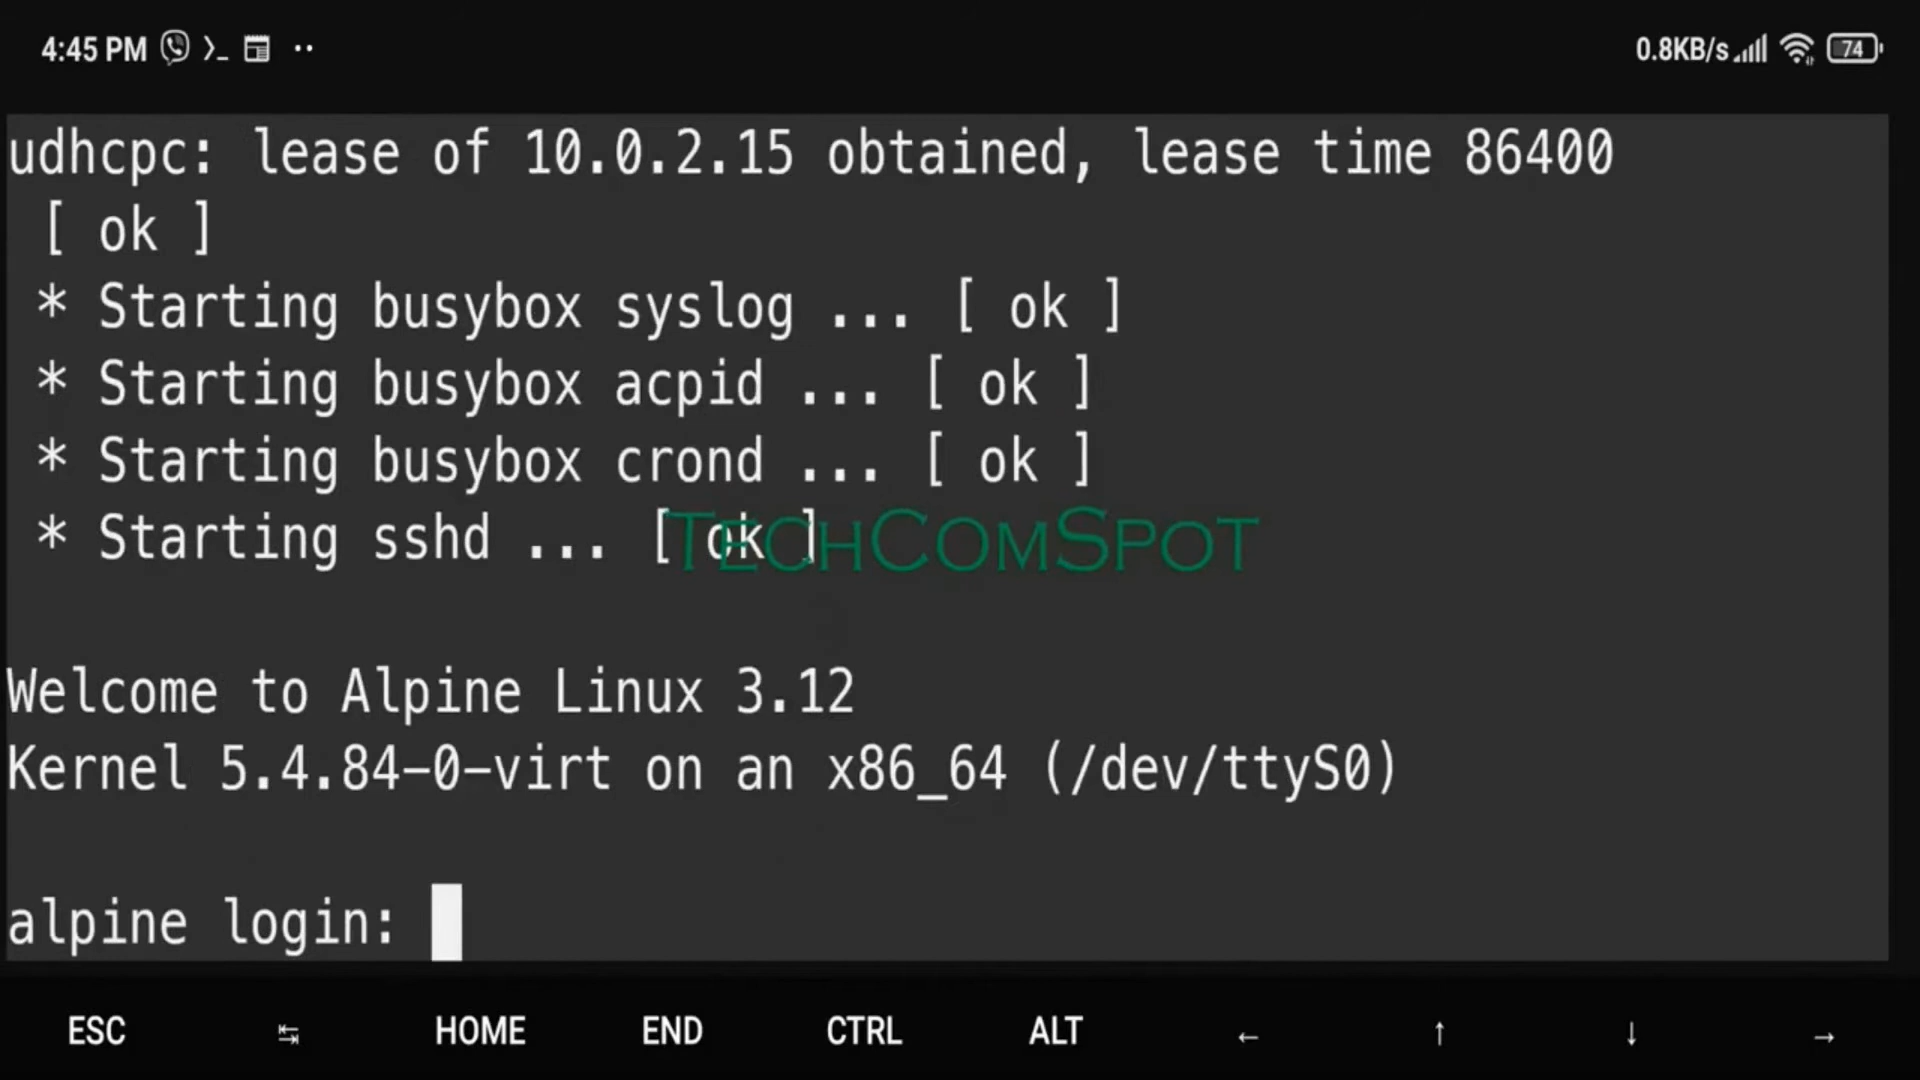 4:45 PM 0.8KB/s 74
udhcpc: lease of 10.0.2.15 obtained, lease time 86400
[ ok ]
* Starting busybox syslog ... [ ok ]
* Starting busybox acpid ... [ ok ]
* Starting busybox crond ... [ ok ]
* Starting sshd ... [ ok ]
TECHCOMSPOT
Welcome to Alpine Linux 3.12
Kernel 5.4.84-0-virt on an x86_64 (/dev/ttyS0)
alpine login:
ESC ↹ HOME END CTRL ALT ← ↑ ↓ →